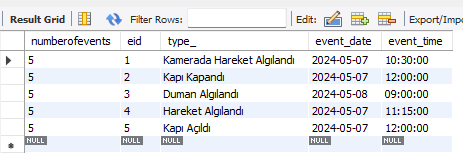 Result Grid Filter Rows: Edit: Export/Impo
numberofevents eid type_ event_date event_time
5 1 Kamerada Hareket Algılandı 2024-05-07 10:30:00
5 2 Kapı Kapandı 2024-05-07 12:00:00
5 3 Duman Algılandı 2024-05-08 09:00:00
5 4 Hareket Algılandı 2024-05-07 11:15:00
5 5 Kapı Açıldı 2024-05-07 12:00:00
NULL NULL NULL NULL NULL